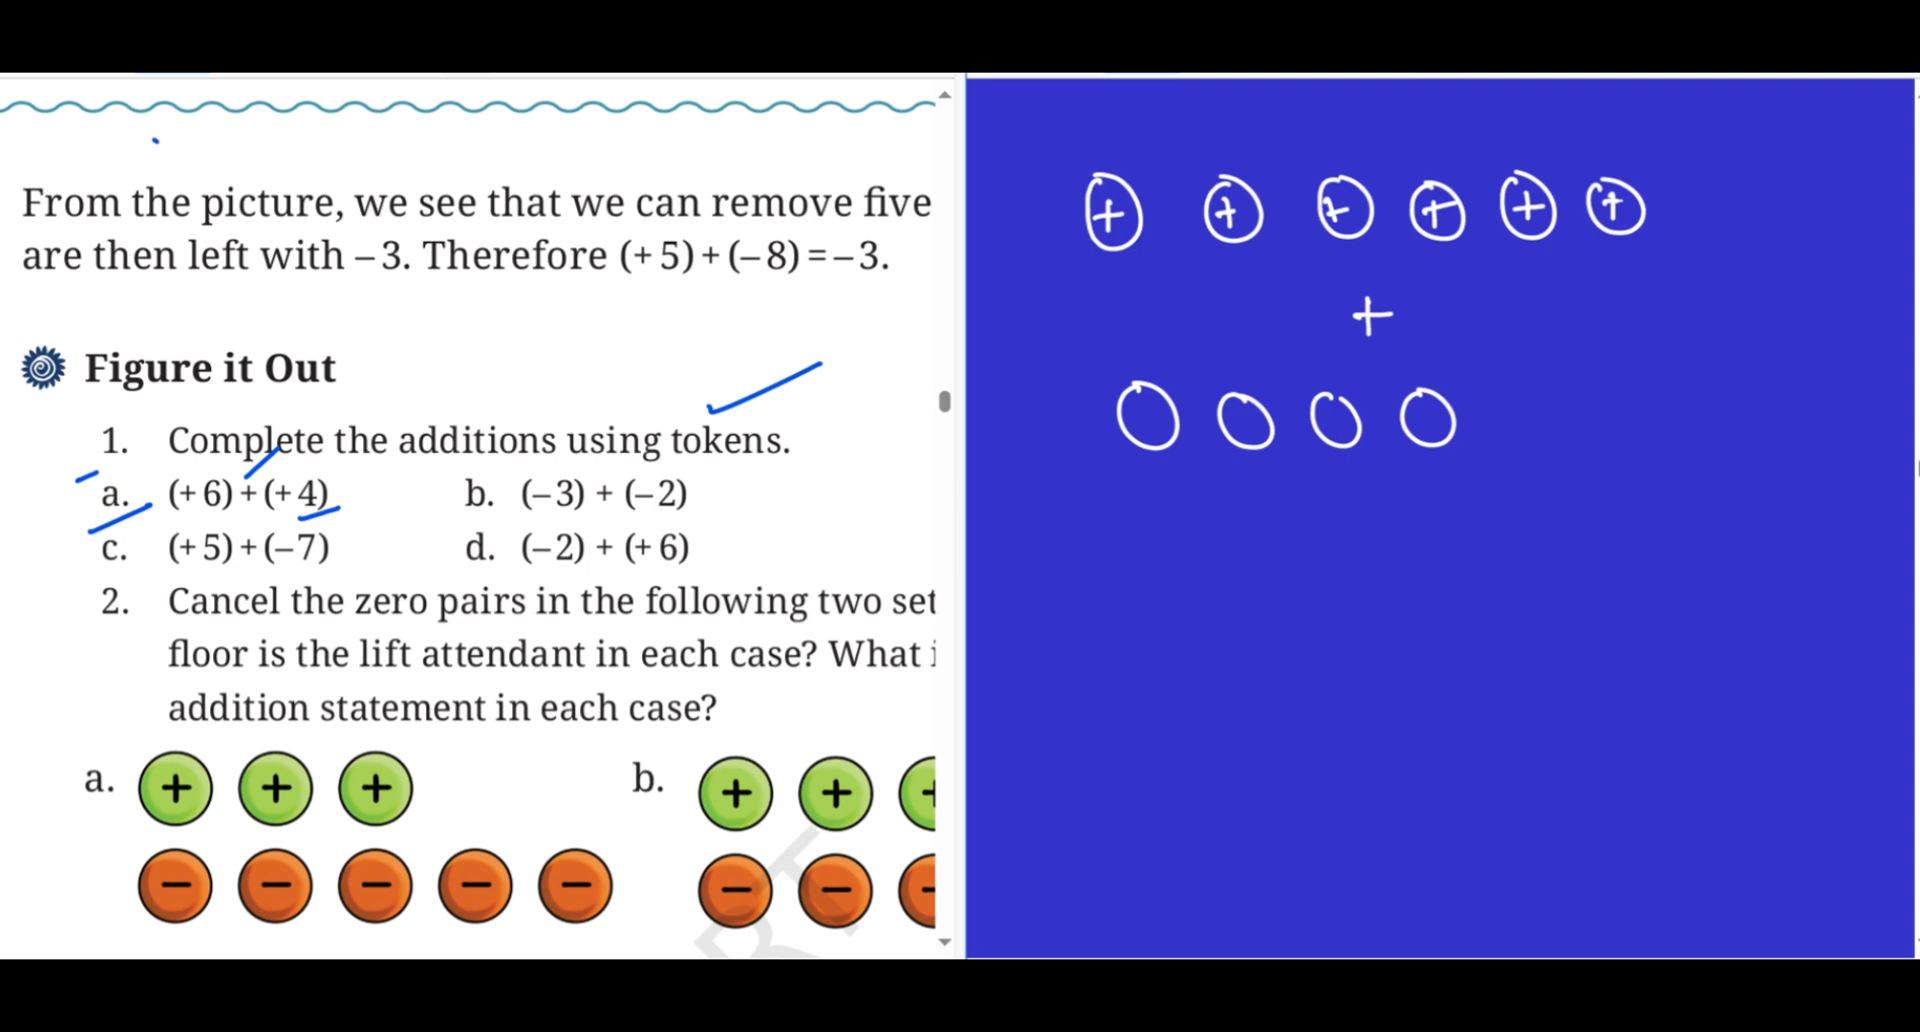 From the picture, we see that we can remove five
are then left with – 3. Therefore (+ 5) + (– 8) = – 3.
Figure it Out
1. Complete the additions using tokens.
a. (+ 6) + (+ 4) b. (– 3) + (– 2)
c. (+ 5) + (– 7) d. (– 2) + (+ 6)
2. Cancel the zero pairs in the following two set
floor is the lift attendant in each case? What i
addition statement in each case?
a. + + + b. + + +
– – – – – – – –
+ + + + + +
+